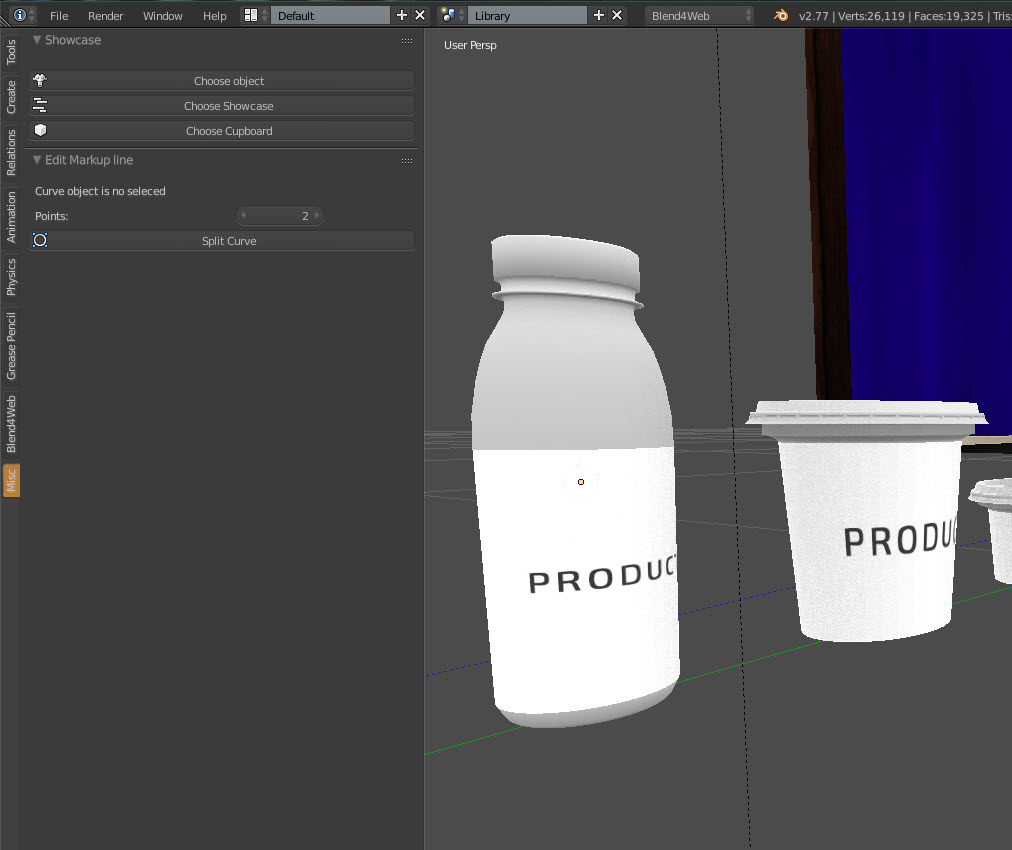 File Render Window Help Default Library Blend4Web v2.77 | Verts:26,119 | Faces:19,325 | Tris:
Showcase
Choose object
Choose Showcase
Choose Cupboard
Edit Markup line
Curve object is no seleced
Points: 2
Split Curve
Tools
Create
Relations
Animation
Physics
Grease Pencil
Blend4Web
Misc
User Persp
PRODUCT
PRODUC